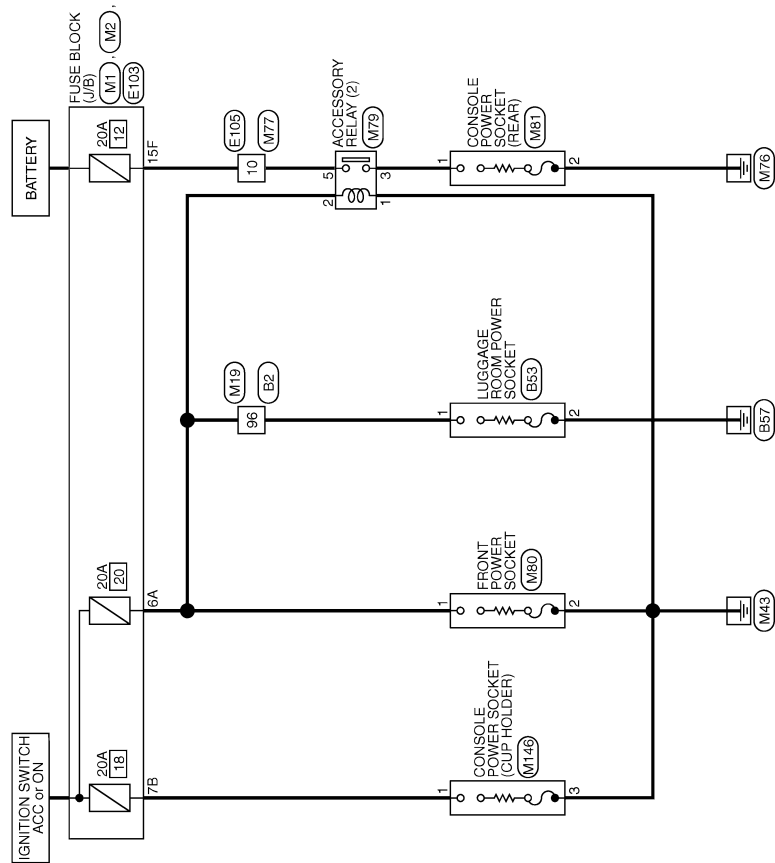 IGNITION SWITCH
ACC or ON
BATTERY
FUSE BLOCK
(J/B)
M1 , M2 ,
E103
20A
18
7B
20A
20
6A
20A
12
15F
M19
96
B2
E105
10
M77
ACCESSORY
RELAY (2)
M79
2
5
1
3
CONSOLE
POWER SOCKET
(CUP HOLDER)
M146
1
3
FRONT
POWER
SOCKET
M80
1
2
LUGGAGE
ROOM POWER
SOCKET
B53
1
2
CONSOLE
POWER
SOCKET
(REAR)
M81
1
2
M43
B57
M76